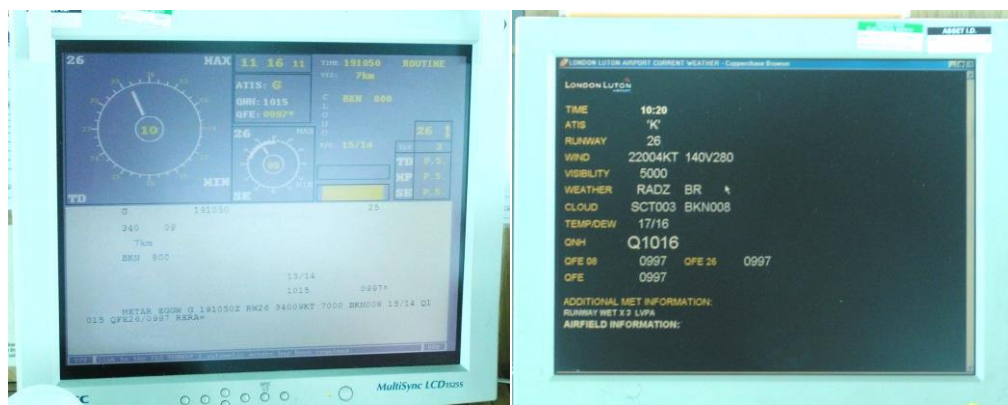 26 MAX 11 16 11 TIME 191050 ROUTINE
VIS: 7km
ATIS: G
QNH: 1015
QFE: 0997*
CLOUD BKN 800
10
26 MAX
T/D: 15/14
26
TD P.S.
MP P.S.
SE P.S.
MIN
TD
MIN
SE
G 191050 25
340 09
7km
BKN 800
15/14
1015 0997*
METAR EGGW G 191050Z RW26 34009KT 7000 BKN008 15/14 Q1
015 QFE26/0997 RERA=
MultiSync LCD1525S
ASSET I.D.
LONDON LUTON AIRPORT CURRENT WEATHER - Copperchase Browser
LONDON LUTON
AIRPORT
TIME 10:20
ATIS 'K'
RUNWAY 26
WIND 22004KT 140V280
VISIBILITY 5000
WEATHER RADZ BR
CLOUD SCT003 BKN008
TEMP/DEW 17/16
QNH Q1016
QFE 08 0997 QFE 26 0997
QFE 0997
ADDITIONAL MET INFORMATION:
RUNWAY WET X 3 LVPA
AIRFIELD INFORMATION: